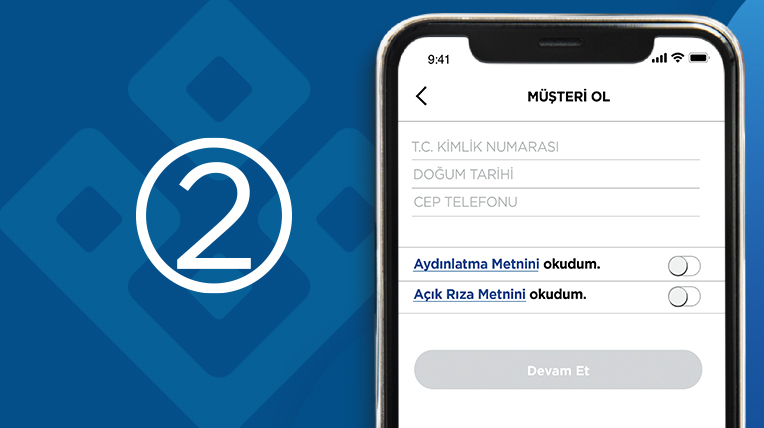 2
9:41
MÜŞTERİ OL
T.C. KİMLİK NUMARASI
DOĞUM TARİHİ
CEP TELEFONU
Aydınlatma Metnini okudum.
Açık Rıza Metnini okudum.
Devam Et